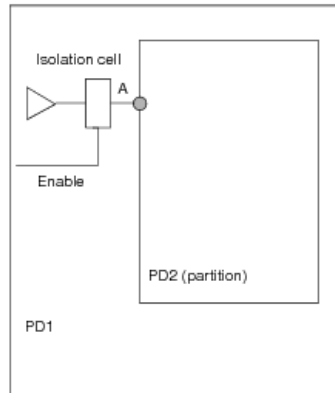 Isolation cell
A
Enable
PD2 (partition)
PD1